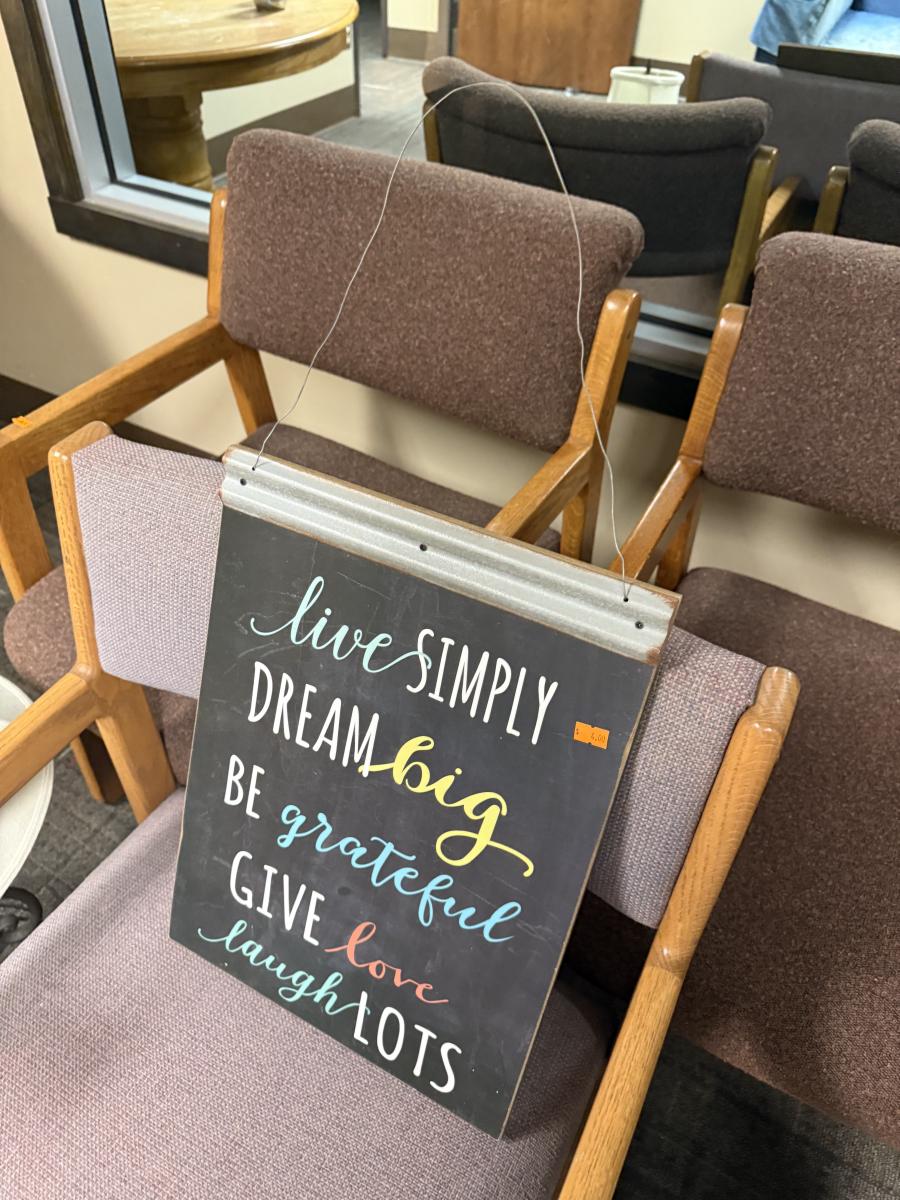 live SIMPLY
DREAM big
BE grateful
GIVE love
laugh LOTS